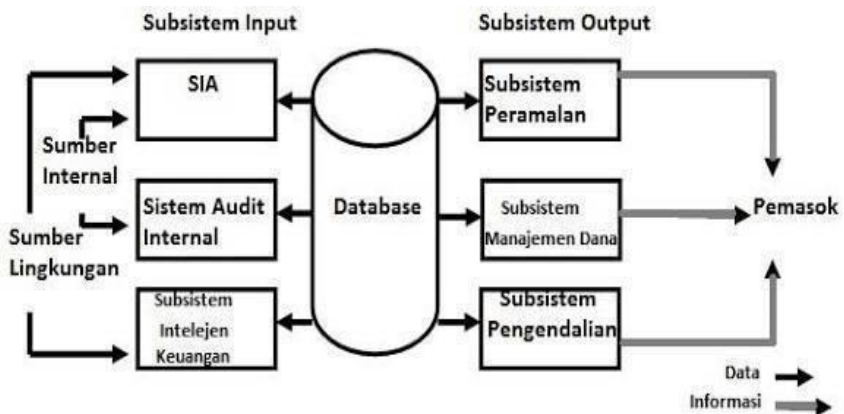 Subsistem Input
Subsistem Output
SIA
Subsistem
Peramalan
Sumber
Internal
Sistem Audit
Internal
Database
Subsistem
Manajemen Dana
Pemasok
Sumber
Lingkungan
Subsistem
Intelejen
Keuangan
Subsistem
Pengendalian
Data
Informasi